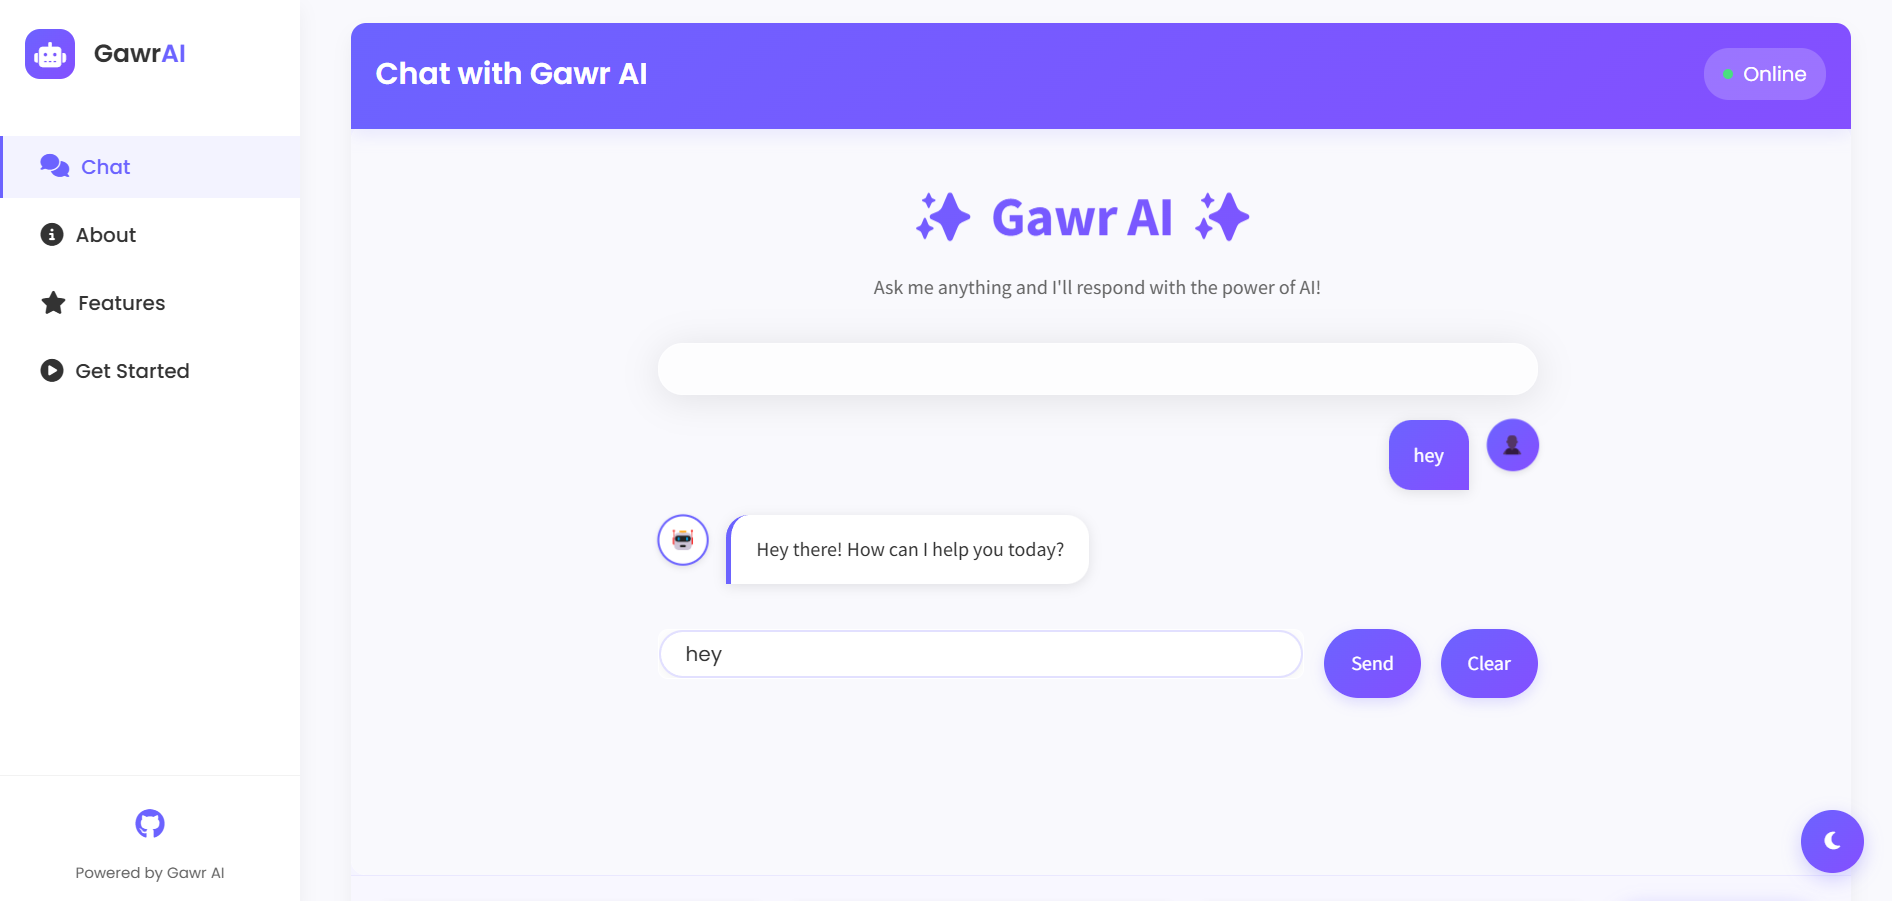 GawrAI
Chat
About
Features
Get Started
Powered by Gawr AI
Chat with Gawr AI
Online
Gawr AI
Ask me anything and I'll respond with the power of AI!
hey
Hey there! How can I help you today?
hey
Send
Clear